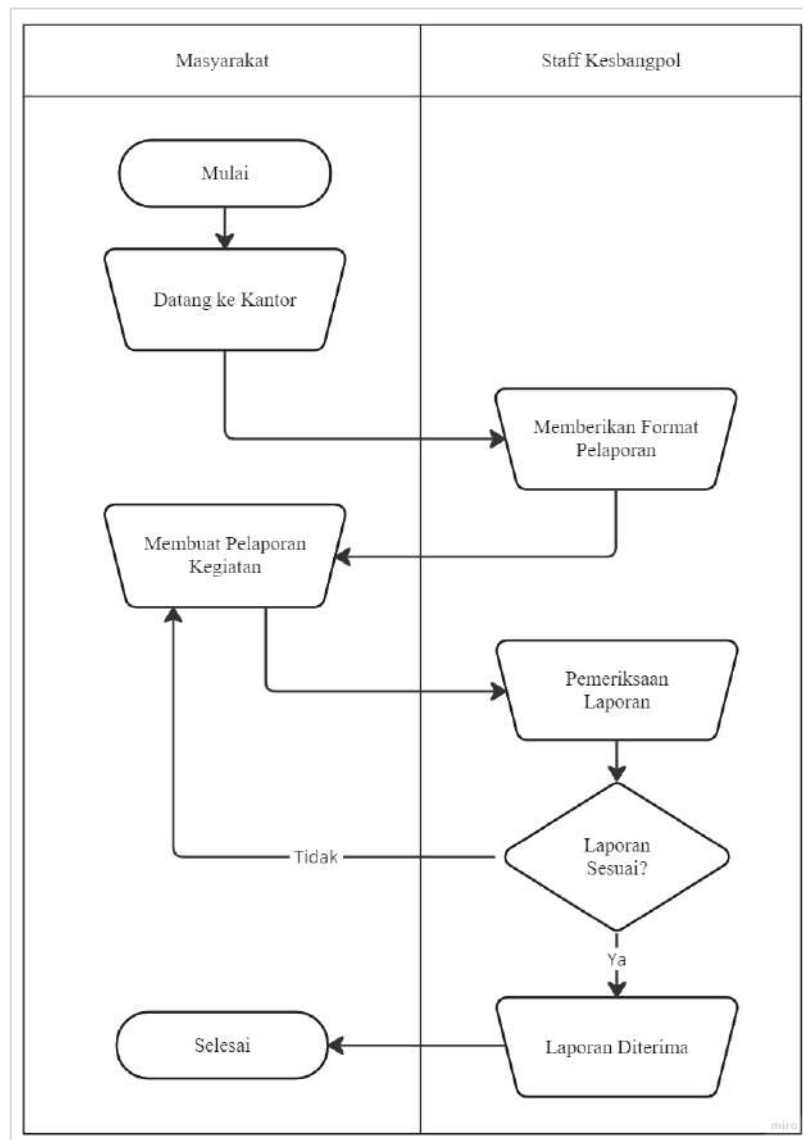 Masyarakat
Staff Kesbangpol
Mulai
Datang ke Kantor
Memberikan Format
Pelaporan
Membuat Pelaporan
Kegiatan
Pemeriksaan
Laporan
Laporan
Sesuai?
Tidak
Ya
Laporan Diterima
Selesai
miro